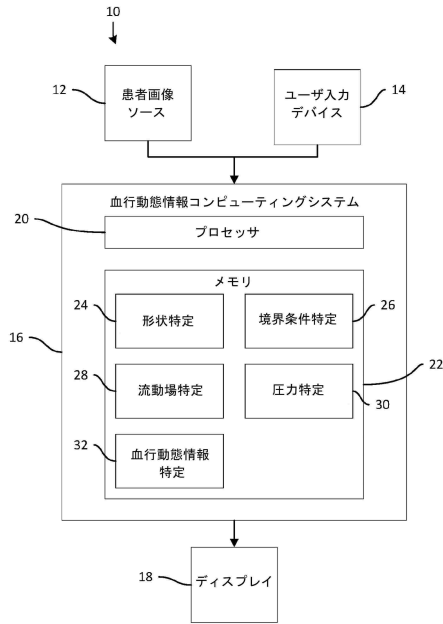 10
12
患者画像
ソース
ユーザ入力
デバイス
14
血行動態情報コンピューティングシステム
20
プロセッサ
メモリ
24
形状特定
境界条件特定
26
16
28
流動場特定
圧力特定
22
30
32
血行動態情報
特定
18
ディスプレイ